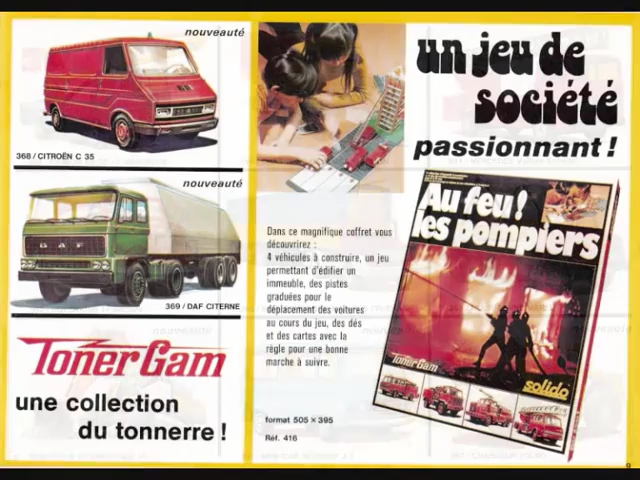 nouveauté
368 / CITROËN C 35
nouveauté
DAF
369 / DAF CITERNE
TonerGam
une collection
du tonnerre !
un jeu de
société
passionnant !
Dans ce magnifique coffret vous
découvrirez :
4 véhicules à construire, un jeu
permettant d'édifier un
immeuble, des pistes
graduées pour le
déplacement des voitures
au cours du jeu, des dés
et des cartes avec la
règle pour une bonne
marche à suivre.
format 505 × 395
Réf. 416
Au feu !
les pompiers
TonerGam
solido
9